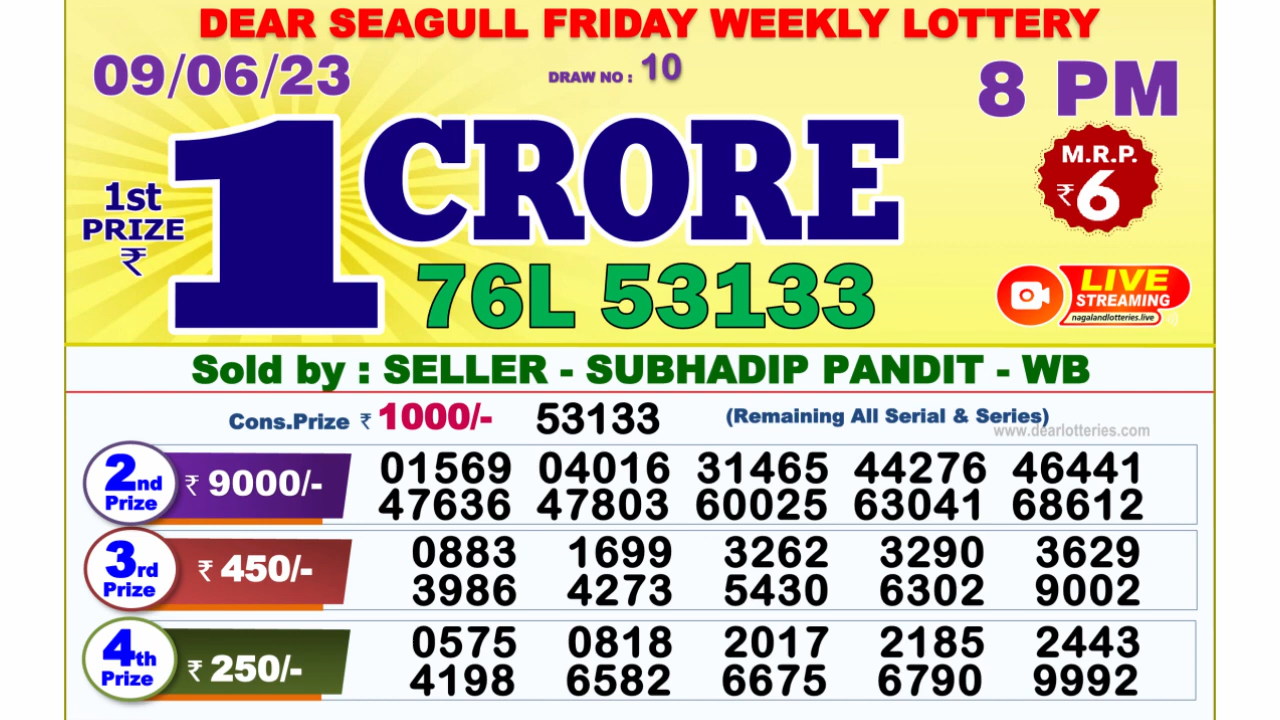 DEAR SEAGULL FRIDAY WEEKLY LOTTERY
09/06/23 DRAW NO : 10 8 PM
1st PRIZE ₹ 1 CRORE
M.R.P. ₹ 6
76L 53133
LIVE STREAMING
nagalandlotteries.live
Sold by : SELLER - SUBHADIP PANDIT - WB
Cons.Prize ₹ 1000/- 53133 (Remaining All Serial & Series)
www.dearlotteries.com
2nd Prize ₹ 9000/-
01569 04016 31465 44276 46441
47636 47803 60025 63041 68612
3rd Prize ₹ 450/-
0883 1699 3262 3290 3629
3986 4273 5430 6302 9002
4th Prize ₹ 250/-
0575 0818 2017 2185 2443
4198 6582 6675 6790 9992